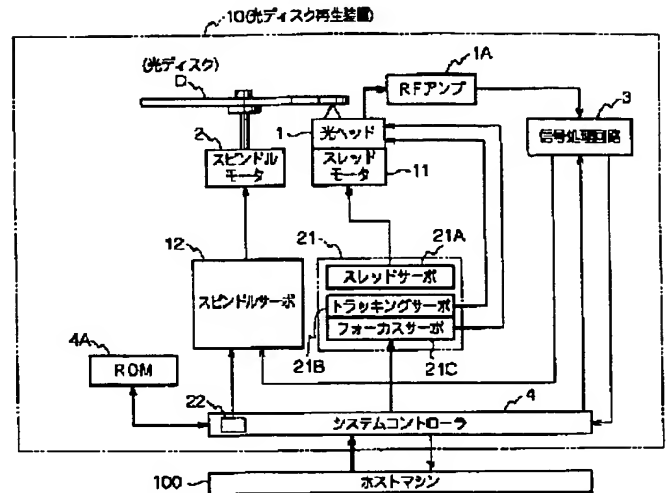 10(光ディスク再生装置)
(光ディスク)
D
1A
RFアンプ
3
信号処理回路
1
光ヘッド
2
スピンドル
モータ
スレッド
モータ
11
12
スピンドルサーボ
21
21A
スレッドサーボ
トラッキングサーボ
フォーカスサーボ
21B
21C
4A
ROM
22
4
システムコントローラ
100
ホストマシン